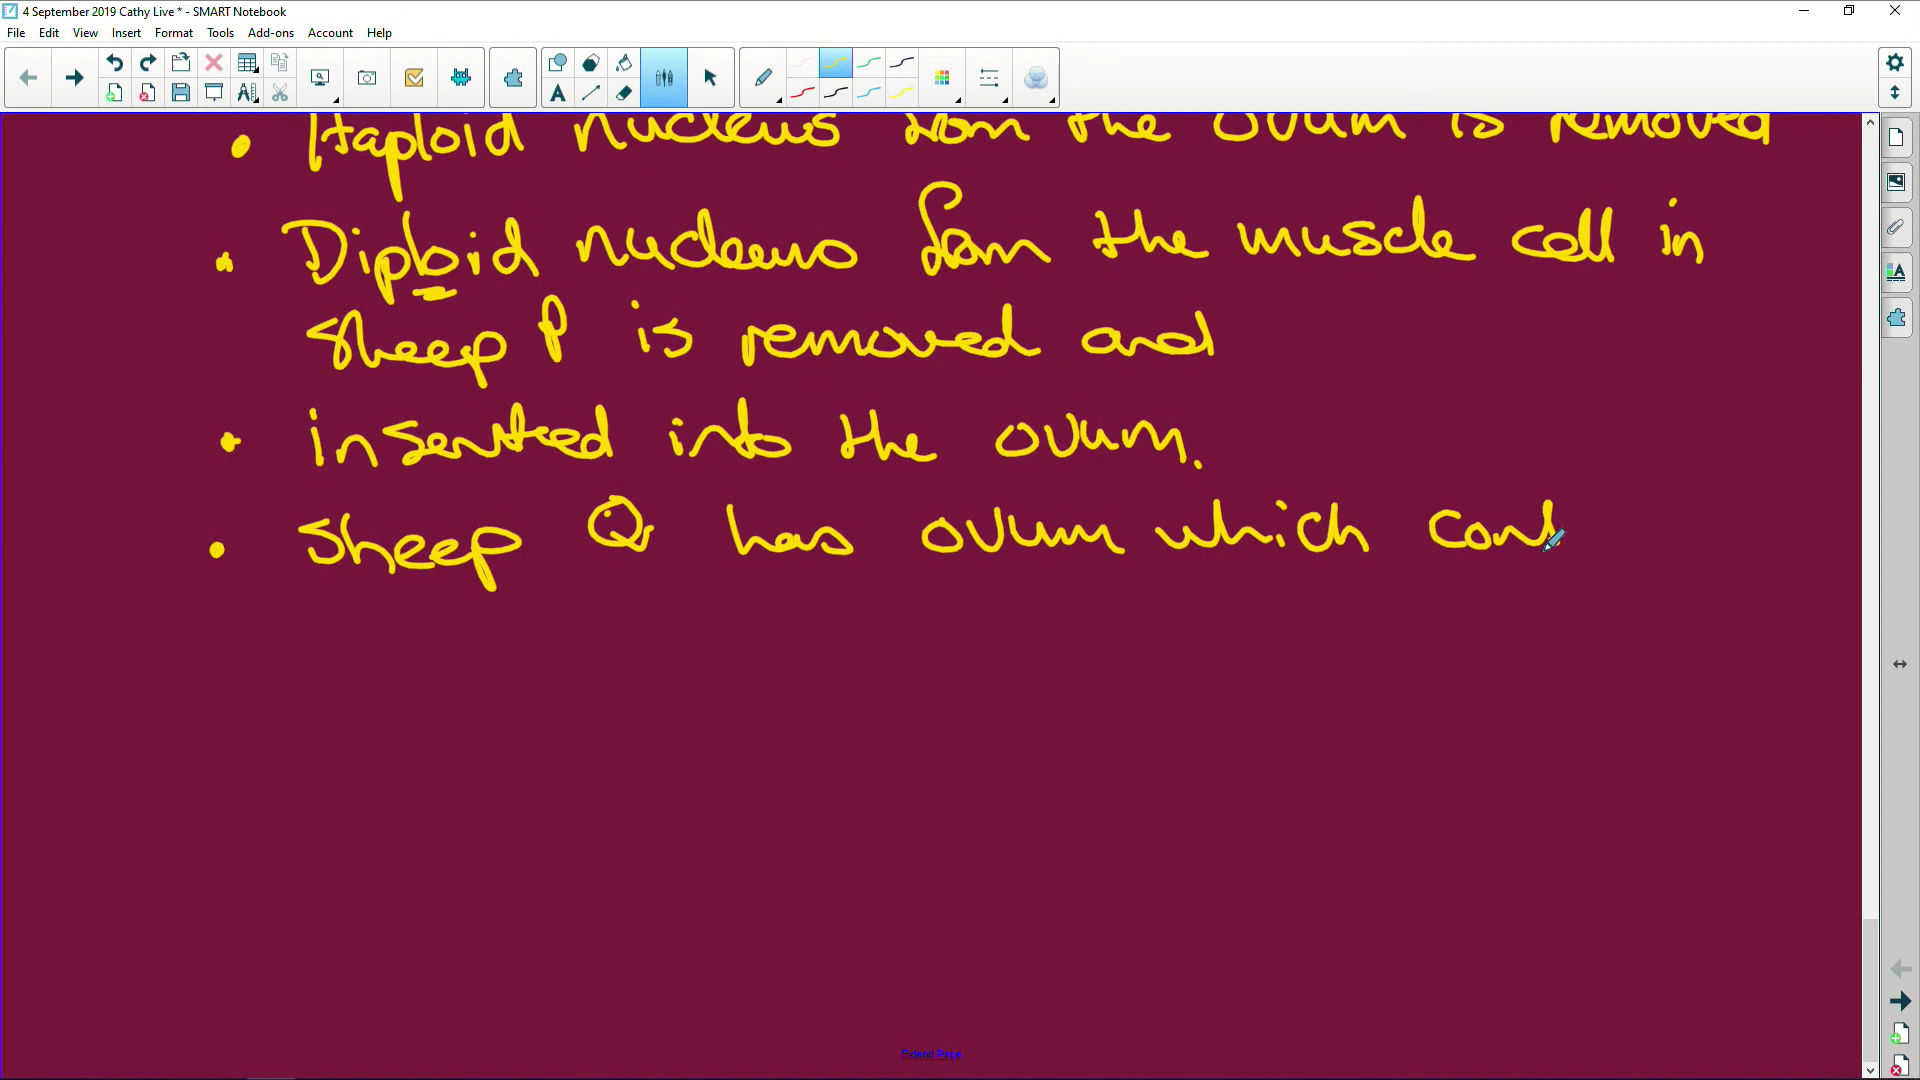 4 September 2019 Cathy Live * - SMART Notebook
File Edit View Insert Format Tools Add-ons Account Help
• Haploid nucleus from the ovum is removed
• Diploid nucleus from the muscle cell in
sheep P is removed and
• inserted into the ovum.
• Sheep Q has ovum which cont
Extend Page